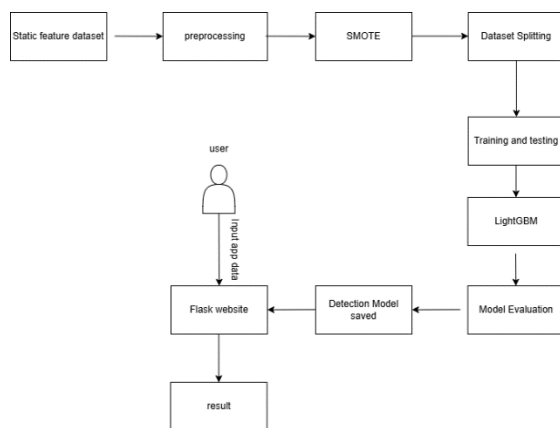 Static feature dataset
preprocessing
SMOTE
Dataset Splitting
Training and testing
user
LightGBM
Input app data
Flask website
Detection Model
saved
Model Evaluation
result